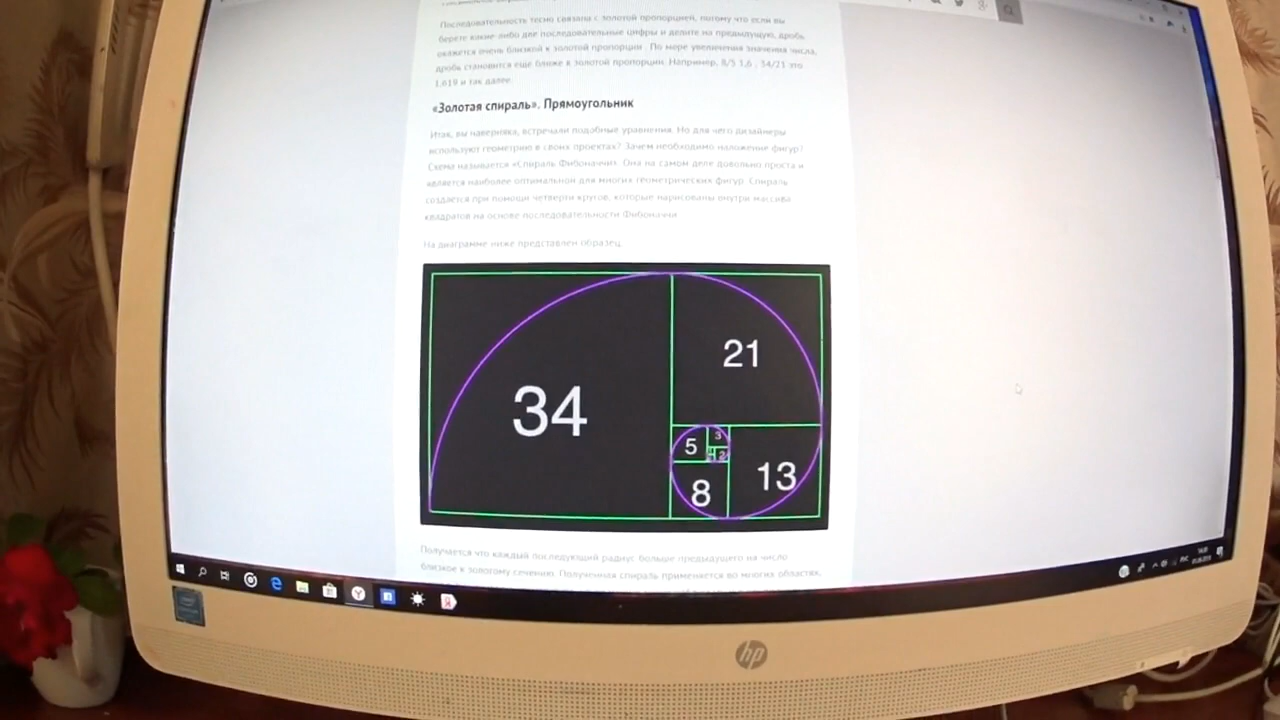 Последовательность тесно связана с золотой пропорцией, потому что если вы
берете какие-либо две последовательные цифры и делите на предыдущую, дробь
окажется очень близкой к золотой пропорции. По мере увеличения значения числа,
дробь становится еще ближе к золотой пропорции. Например, 8/5 1,6 , 34/21 это
1,619 и так далее.
«Золотая спираль». Прямоугольник
Итак, вы наверняка, встречали подобные уравнения. Но для чего дизайнеры
используют геометрию в своих проектах? Зачем необходимо наложение фигур?
Схема называется «Спираль Фибоначчи». Она на самом деле довольно проста и
является наиболее оптимальной для многих геометрических фигур. Спираль
создается при помощи четверти кругов, которые нарисованы внутри массива
квадратов на основе последовательности Фибоначчи
На диаграмме ниже представлен образец.
21
34
3
5
2
13
8
Получается что каждый последующий радиус больше предыдущего на число
близкое к золотому сечению. Полученная спираль применяется во многих областях,
hp